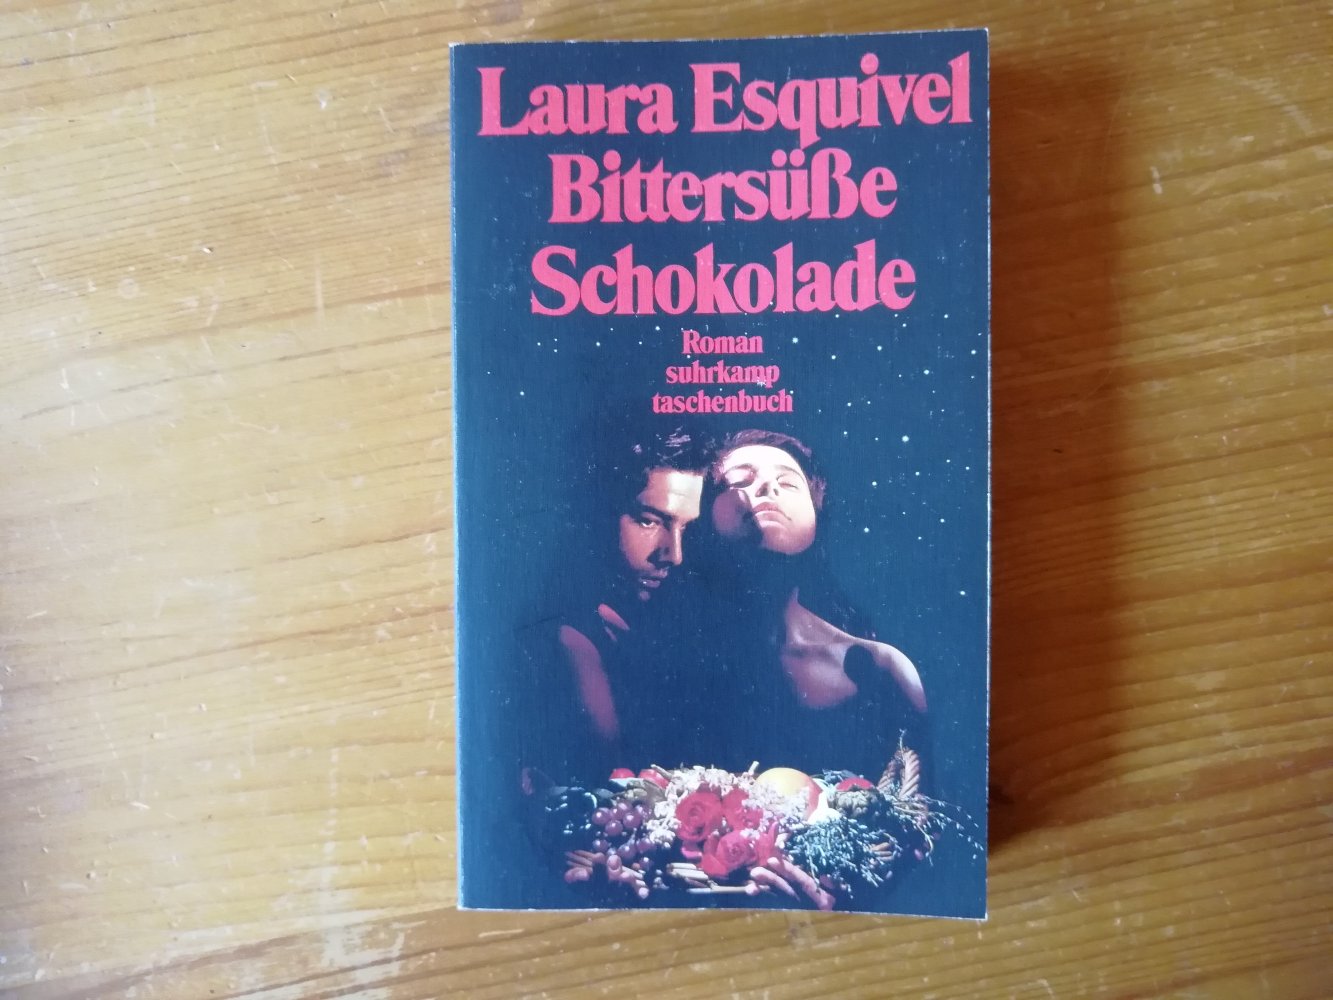 Laura Esquivel
Bittersüße
Schokolade
Roman
suhrkamp
taschenbuch